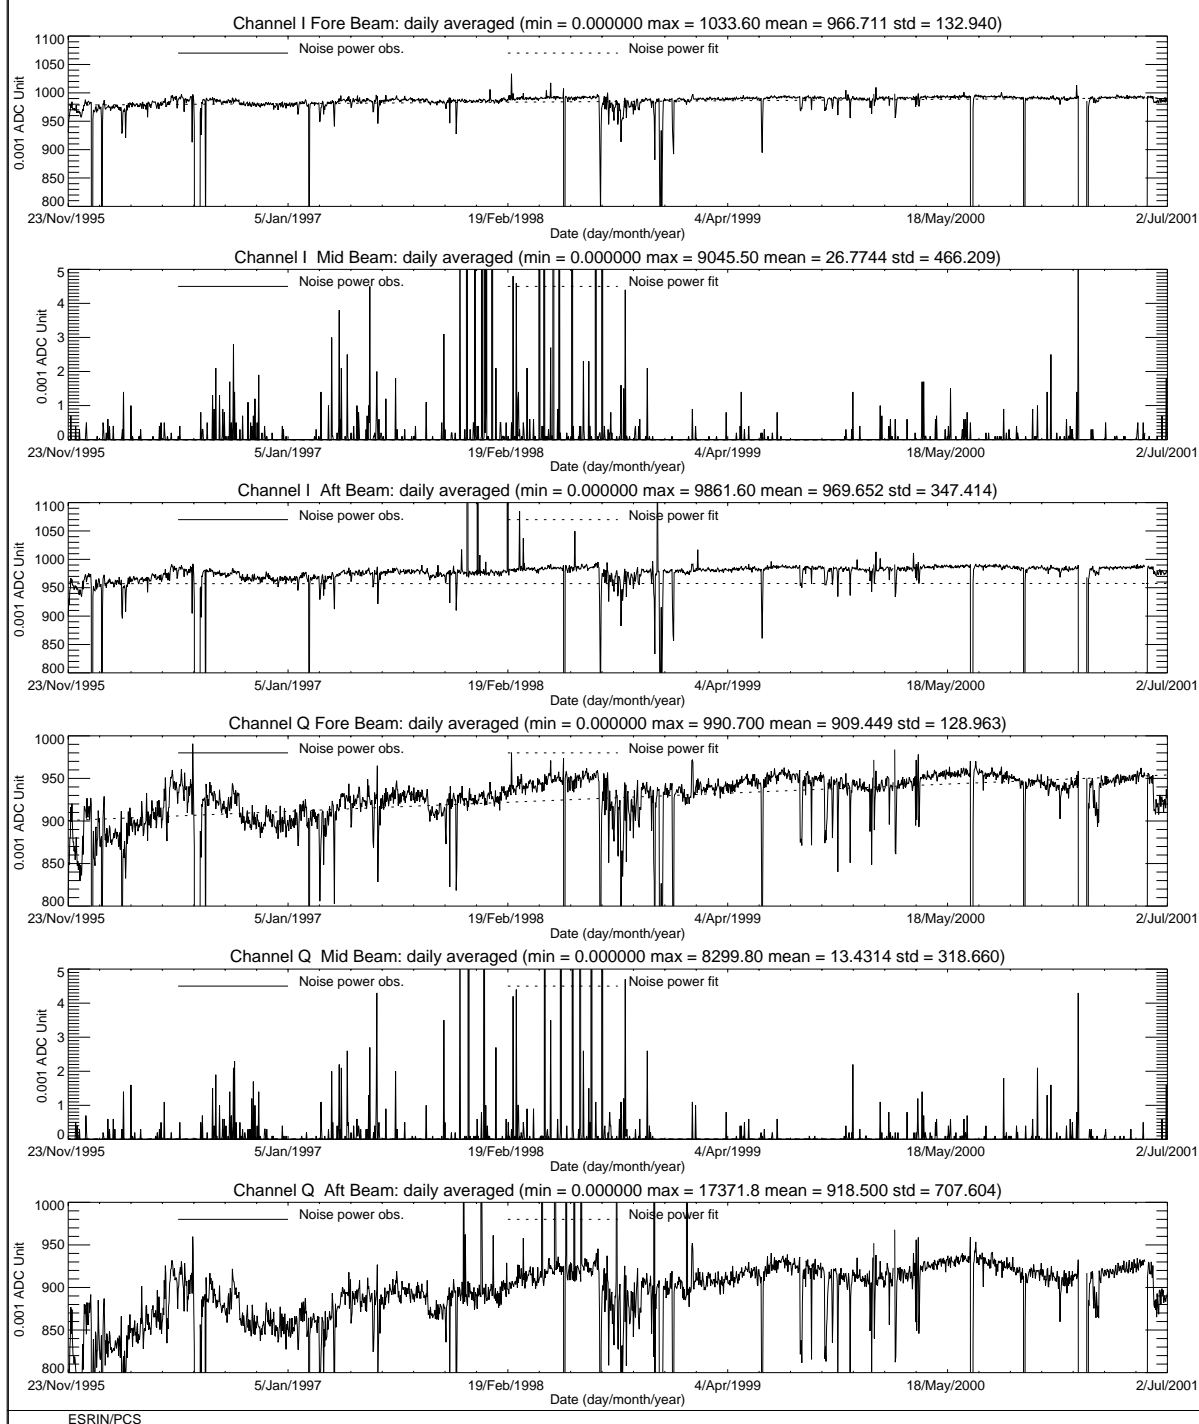 Channel I Fore Beam: daily averaged (min = 0.000000 max = 1033.60 mean = 966.711 std = 132.940)
Noise power obs.
Noise power fit
0.001 ADC Unit
1100
1050
1000
950
900
850
800
23/Nov/1995
5/Jan/1997
19/Feb/1998
4/Apr/1999
18/May/2000
2/Jul/2001
Date (day/month/year)
Channel I Mid Beam: daily averaged (min = 0.000000 max = 9045.50 mean = 26.7744 std = 466.209)
Noise power obs.
Noise power fit
0.001 ADC Unit
5
4
3
2
1
0
23/Nov/1995
5/Jan/1997
19/Feb/1998
4/Apr/1999
18/May/2000
2/Jul/2001
Date (day/month/year)
Channel I Aft Beam: daily averaged (min = 0.000000 max = 9861.60 mean = 969.652 std = 347.414)
Noise power obs.
Noise power fit
0.001 ADC Unit
1100
1050
1000
950
900
850
800
23/Nov/1995
5/Jan/1997
19/Feb/1998
4/Apr/1999
18/May/2000
2/Jul/2001
Date (day/month/year)
Channel Q Fore Beam: daily averaged (min = 0.000000 max = 990.700 mean = 909.449 std = 128.963)
Noise power obs.
Noise power fit
0.001 ADC Unit
1000
950
900
850
800
23/Nov/1995
5/Jan/1997
19/Feb/1998
4/Apr/1999
18/May/2000
2/Jul/2001
Date (day/month/year)
Channel Q Mid Beam: daily averaged (min = 0.000000 max = 8299.80 mean = 13.4314 std = 318.660)
Noise power obs.
Noise power fit
0.001 ADC Unit
5
4
3
2
1
0
23/Nov/1995
5/Jan/1997
19/Feb/1998
4/Apr/1999
18/May/2000
2/Jul/2001
Date (day/month/year)
Channel Q Aft Beam: daily averaged (min = 0.000000 max = 17371.8 mean = 918.500 std = 707.604)
Noise power obs.
Noise power fit
0.001 ADC Unit
1000
950
900
850
800
23/Nov/1995
5/Jan/1997
19/Feb/1998
4/Apr/1999
18/May/2000
2/Jul/2001
Date (day/month/year)
ESRIN/PCS